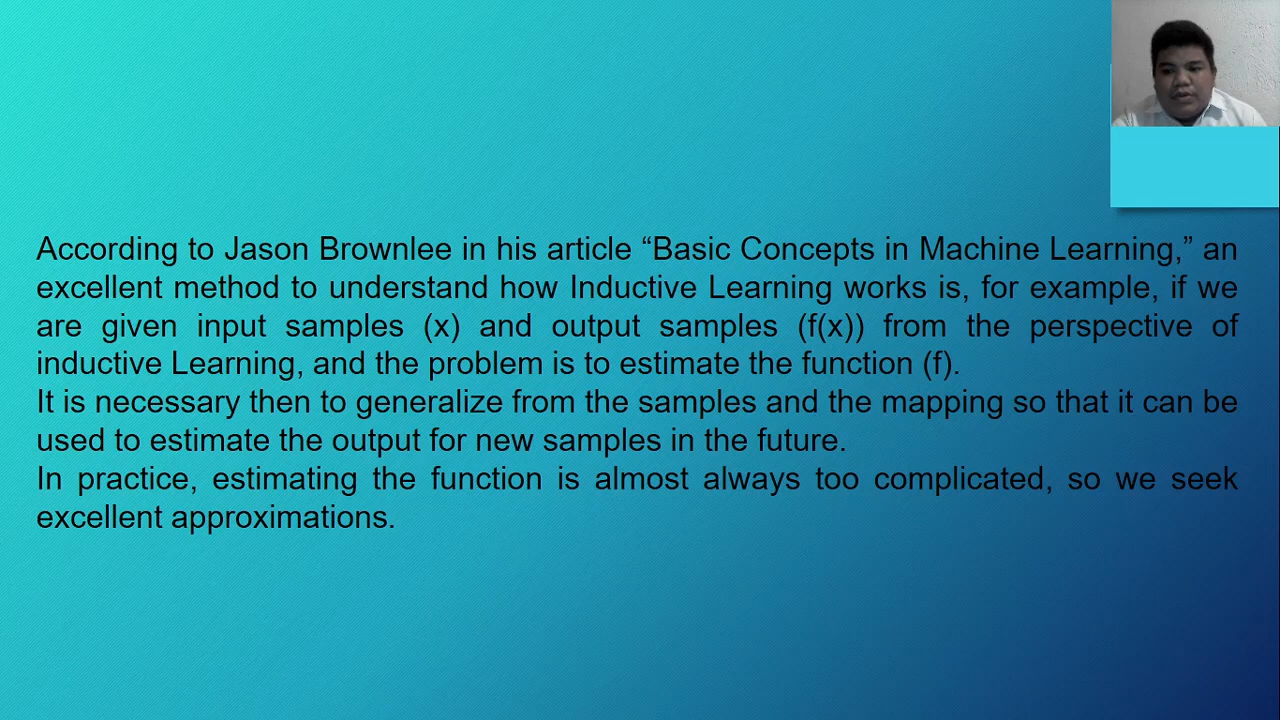 According to Jason Brownlee in his article “Basic Concepts in Machine Learning,” an
excellent method to understand how Inductive Learning works is, for example, if we
are given input samples (x) and output samples (f(x)) from the perspective of
inductive Learning, and the problem is to estimate the function (f).
It is necessary then to generalize from the samples and the mapping so that it can be
used to estimate the output for new samples in the future.
In practice, estimating the function is almost always too complicated, so we seek
excellent approximations.